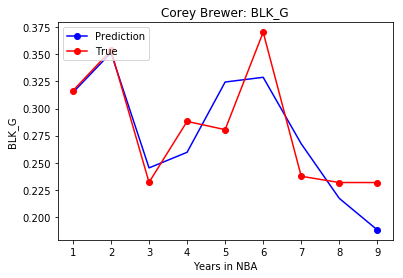 Corey Brewer: BLK_G
Prediction
True
0.375
0.350
0.325
0.300
0.275
0.250
0.225
0.200
BLK_G
1 2 3 4 5 6 7 8 9
Years in NBA